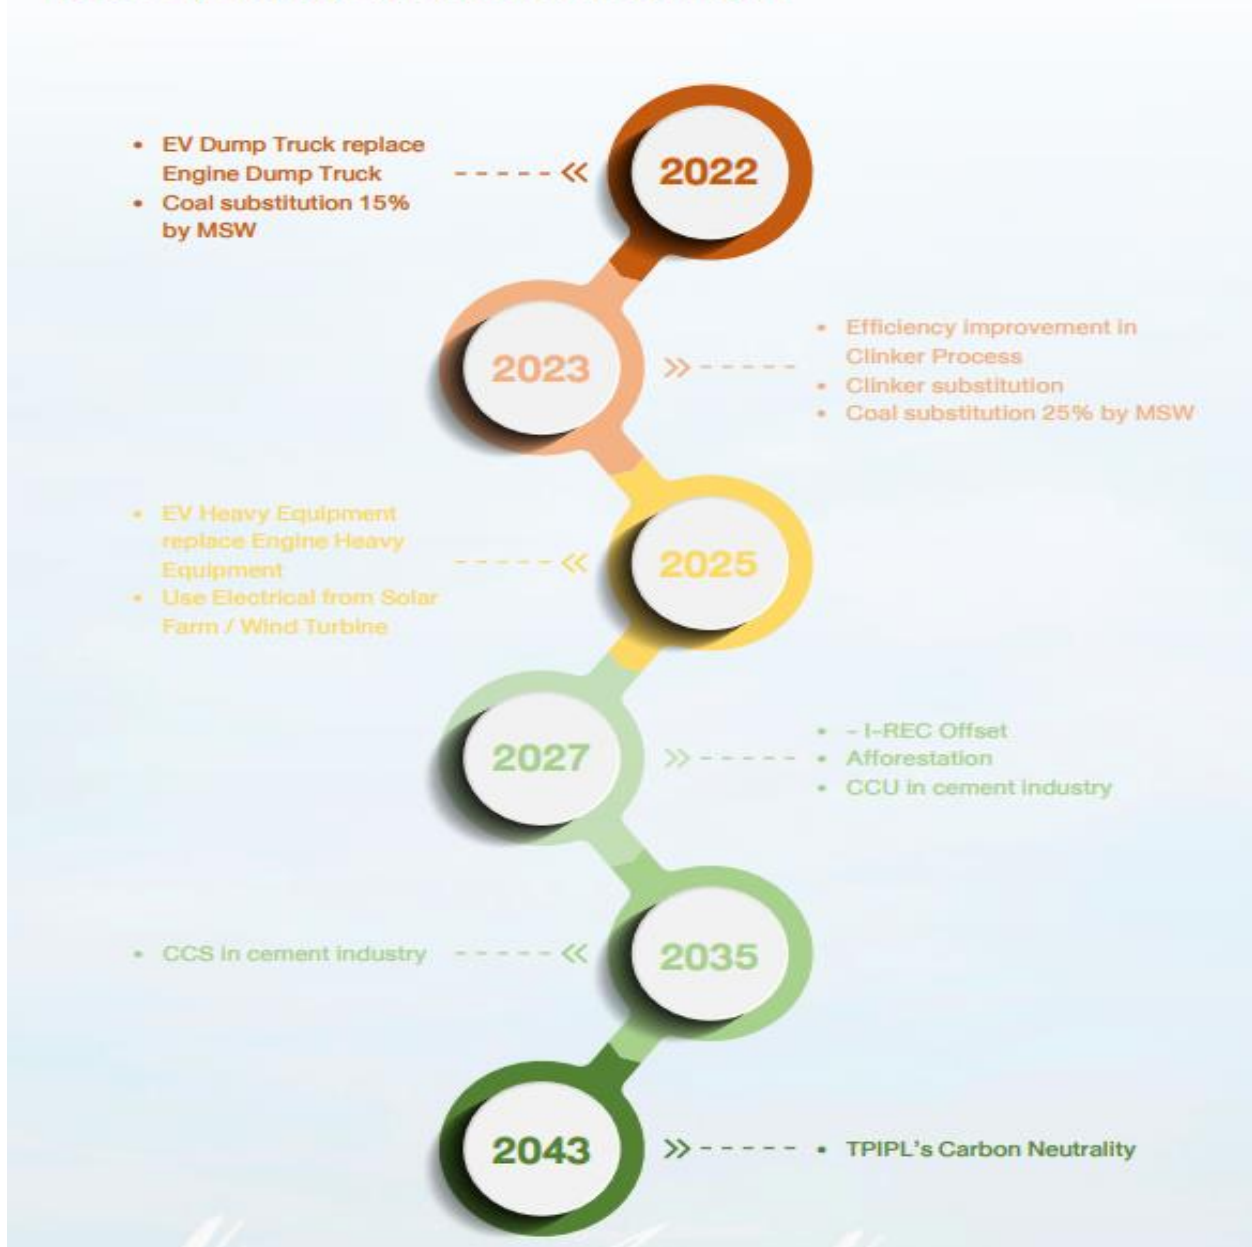 • EV Dump Truck replace
Engine Dump Truck
• Coal substitution 15%
by MSW
2022
2023
• Efficiency improvement in
Clinker Process
• Clinker substitution
• Coal substitution 25% by MSW
• EV Heavy Equipment
replace Engine Heavy
Equipment
• Use Electrical from Solar
Farm / Wind Turbine
2025
2027
• - I-REC Offset
• Afforestation
• CCU in cement industry
• CCS in cement industry
2035
2043
• TPIPL's Carbon Neutrality